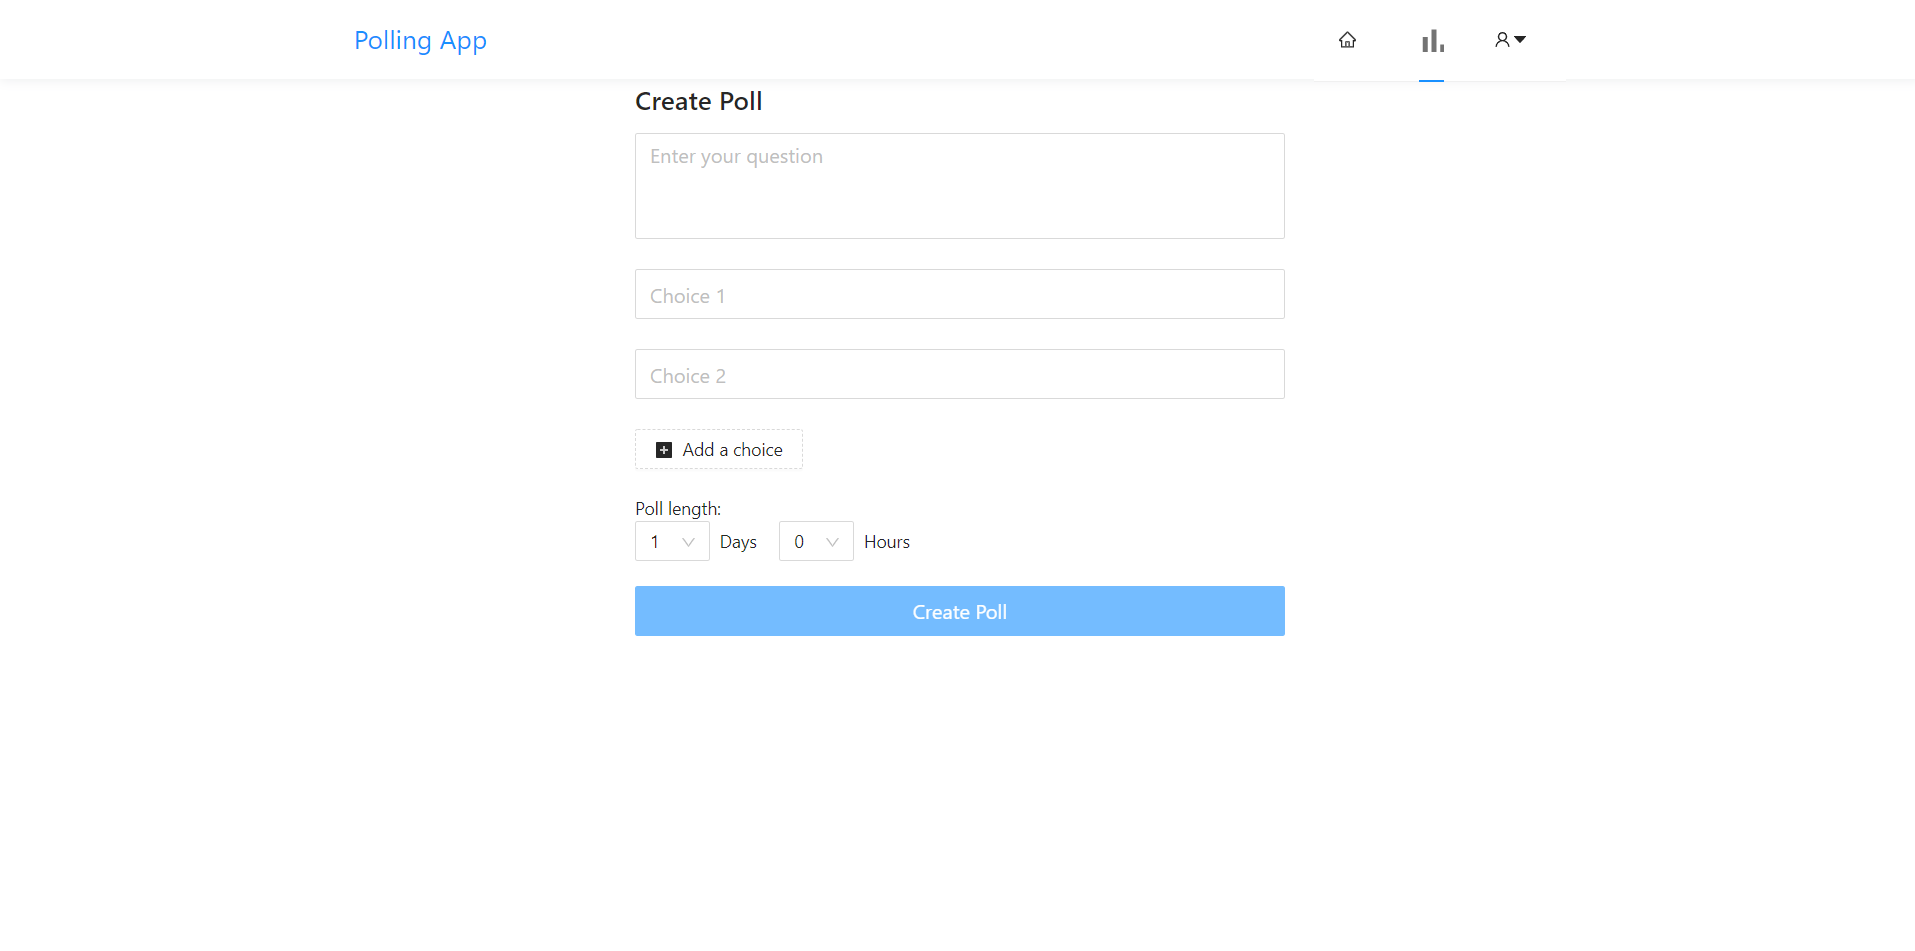 Polling App
Create Poll
Enter your question
Choice 1
Choice 2
Add a choice
Poll length:
1 Days 0 Hours
Create Poll